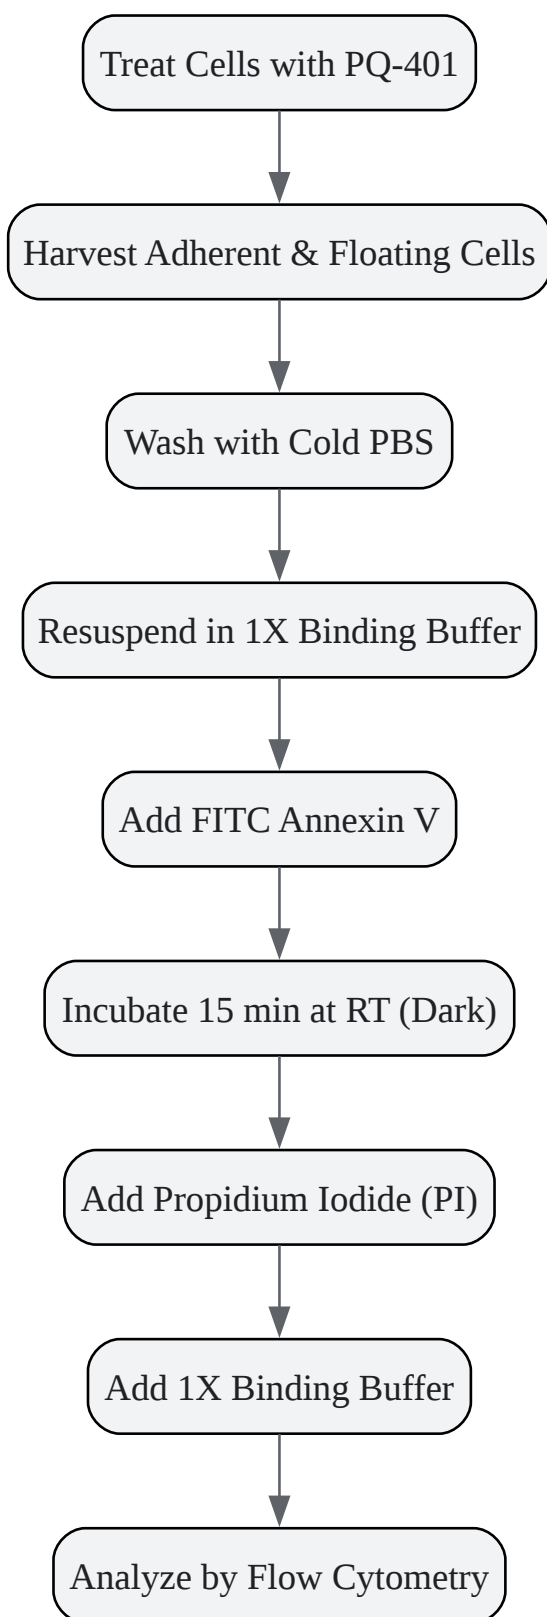 Treat Cells with PQ-401
Harvest Adherent & Floating Cells
Wash with Cold PBS
Resuspend in 1X Binding Buffer
Add FITC Annexin V
Incubate 15 min at RT (Dark)
Add Propidium Iodide (PI)
Add 1X Binding Buffer
Analyze by Flow Cytometry